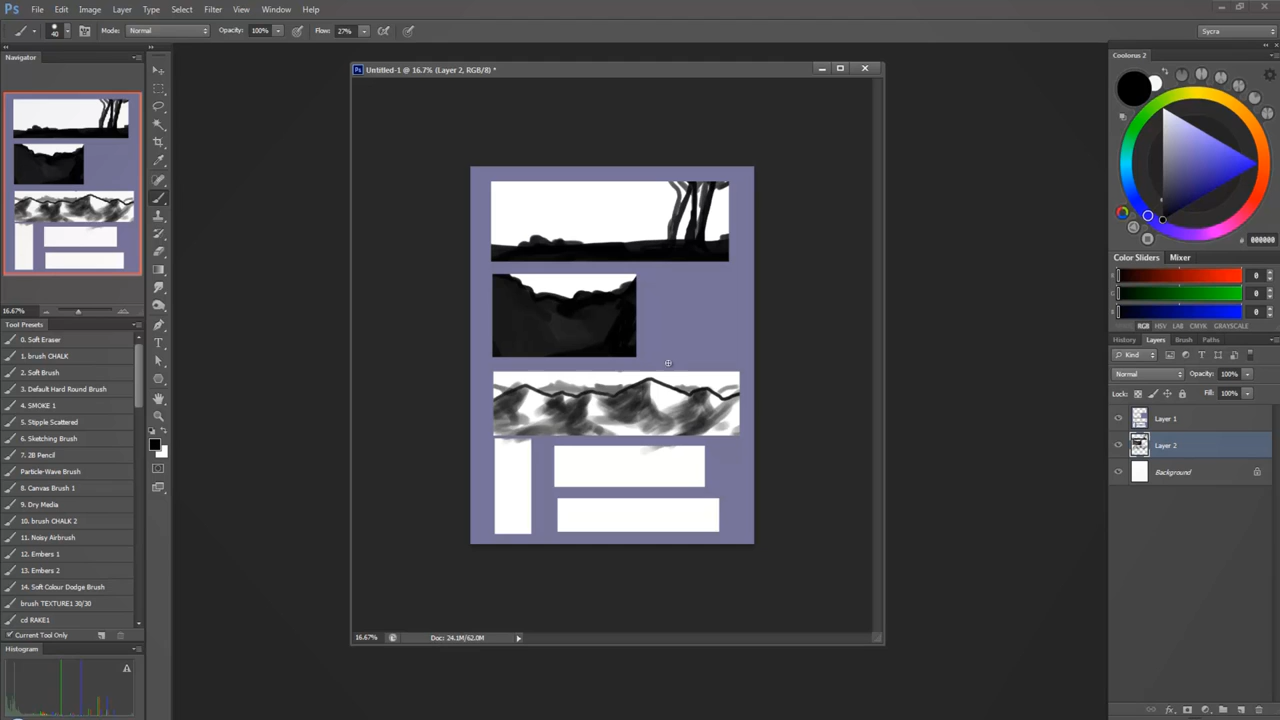 Ps File Edit Image Layer Type Select Filter Edit View Window Help
40 Mode: Normal Opacity: 100% Flow: 27% Sycra
Navigator
16.67%
Tool Presets
0. Soft Eraser
1. brush CHALK
2. Soft Brush
3. Default Hard Round Brush
4. SMOKE 1
5. Stipple Scattered
6. Sketching Brush
7. 2B Pencil
Particle-Wave Brush
8. Canvas Brush 1
9. Dry Media
10. brush CHALK 2
11. Noisy Airbrush
12. Embers 1
13. Embers 2
14. Soft Colour Dodge Brush
brush TEXTURE1 30/30
cd RAKE1
Current Tool Only
Histogram
Ps Untitled-1 @ 16.7% (Layer 2, RGB/8) *
16.67% Doc: 24.1M/62.0M
Coolorus 2
# 000000
Color Sliders Mixer
0
0
0
RGB HSV LAB CMYK GRAYSCALE
History Layers Brush Paths
Kind
Normal Opacity: 100%
Lock: Fill: 100%
Layer 1
Layer 2
Background